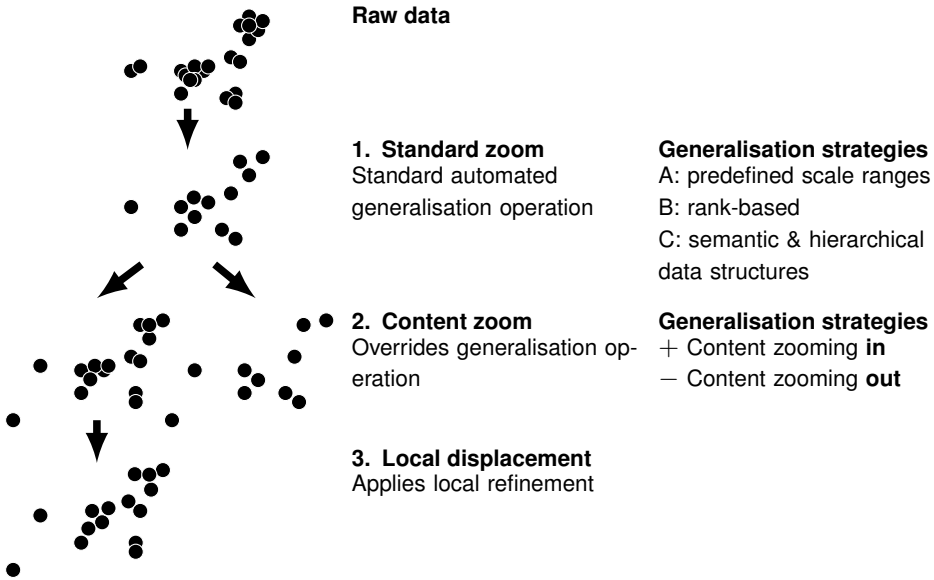 Raw data
1. Standard zoom
Standard automated
generalisation operation
Generalisation strategies
A: predefined scale ranges
B: rank-based
C: semantic & hierarchical
data structures
2. Content zoom
Overrides generalisation op-
eration
Generalisation strategies
+ Content zooming in
− Content zooming out
3. Local displacement
Applies local refinement